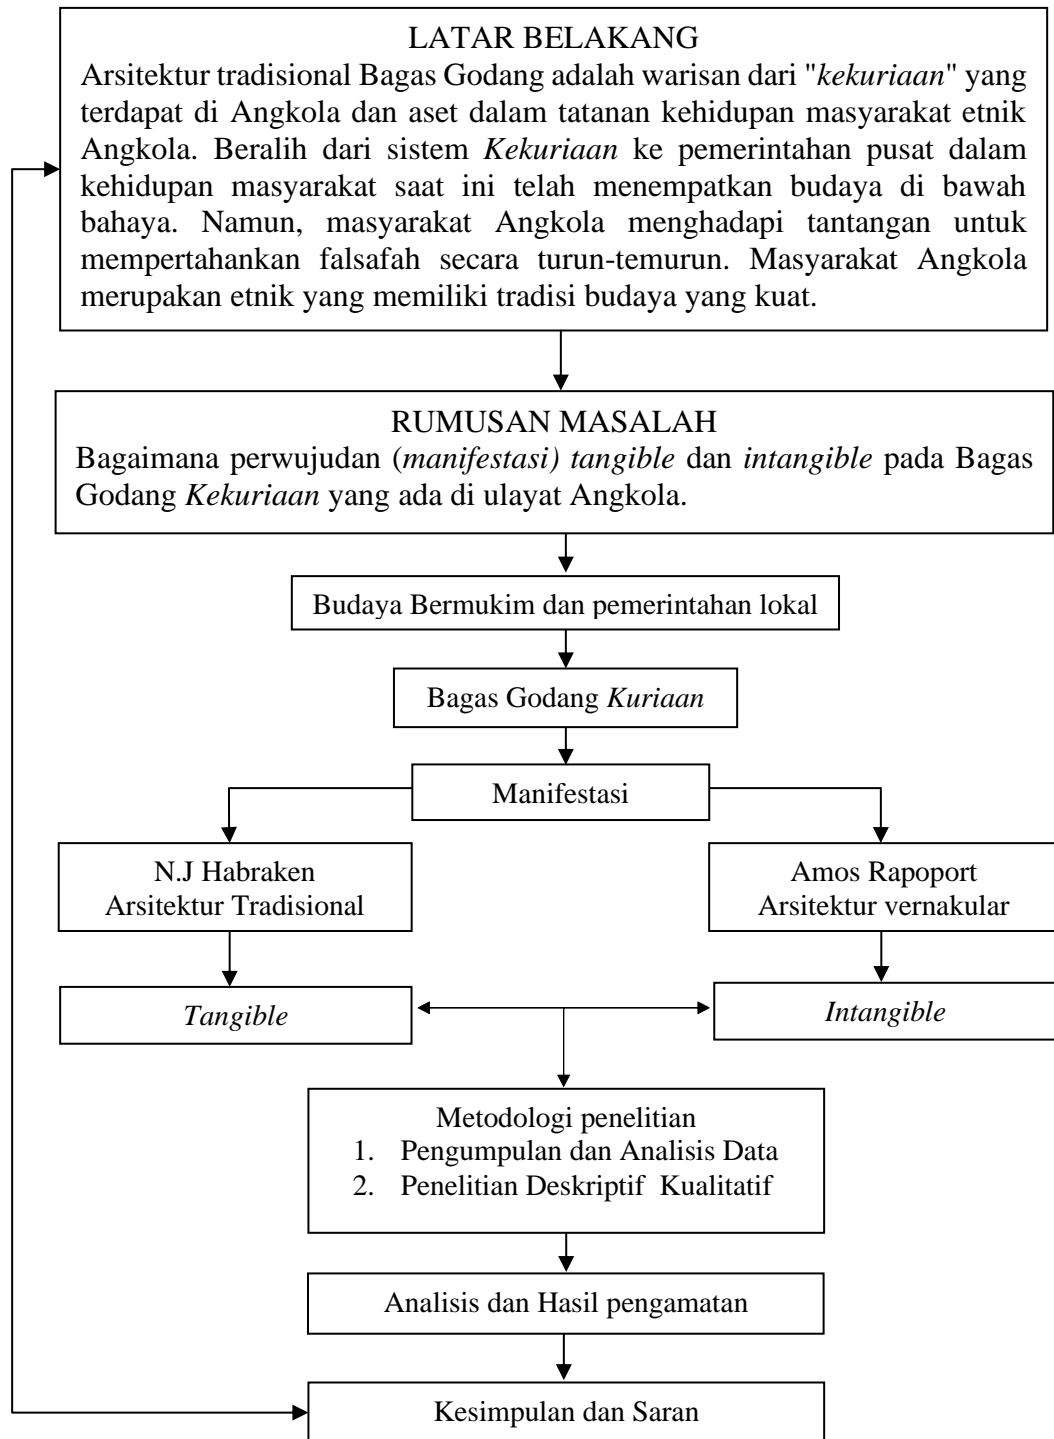 LATAR BELAKANG
Arsitektur tradisional Bagas Godang adalah warisan dari "kekuriaan" yang
terdapat di Angkola dan aset dalam tatanan kehidupan masyarakat etnik
Angkola. Beralih dari sistem Kekuriaan ke pemerintahan pusat dalam
kehidupan masyarakat saat ini telah menempatkan budaya di bawah
bahaya. Namun, masyarakat Angkola menghadapi tantangan untuk
mempertahankan falsafah secara turun-temurun. Masyarakat Angkola
merupakan etnik yang memiliki tradisi budaya yang kuat.
RUMUSAN MASALAH
Bagaimana perwujudan (manifestasi) tangible dan intangible pada Bagas
Godang Kekuriaan yang ada di ulayat Angkola.
Budaya Bermukim dan pemerintahan lokal
Bagas Godang Kuriaan
Manifestasi
N.J Habraken
Arsitektur Tradisional
Amos Rapoport
Arsitektur vernakular
Tangible
Intangible
Metodologi penelitian
1. Pengumpulan dan Analisis Data
2. Penelitian Deskriptif Kualitatif
Analisis dan Hasil pengamatan
Kesimpulan dan Saran